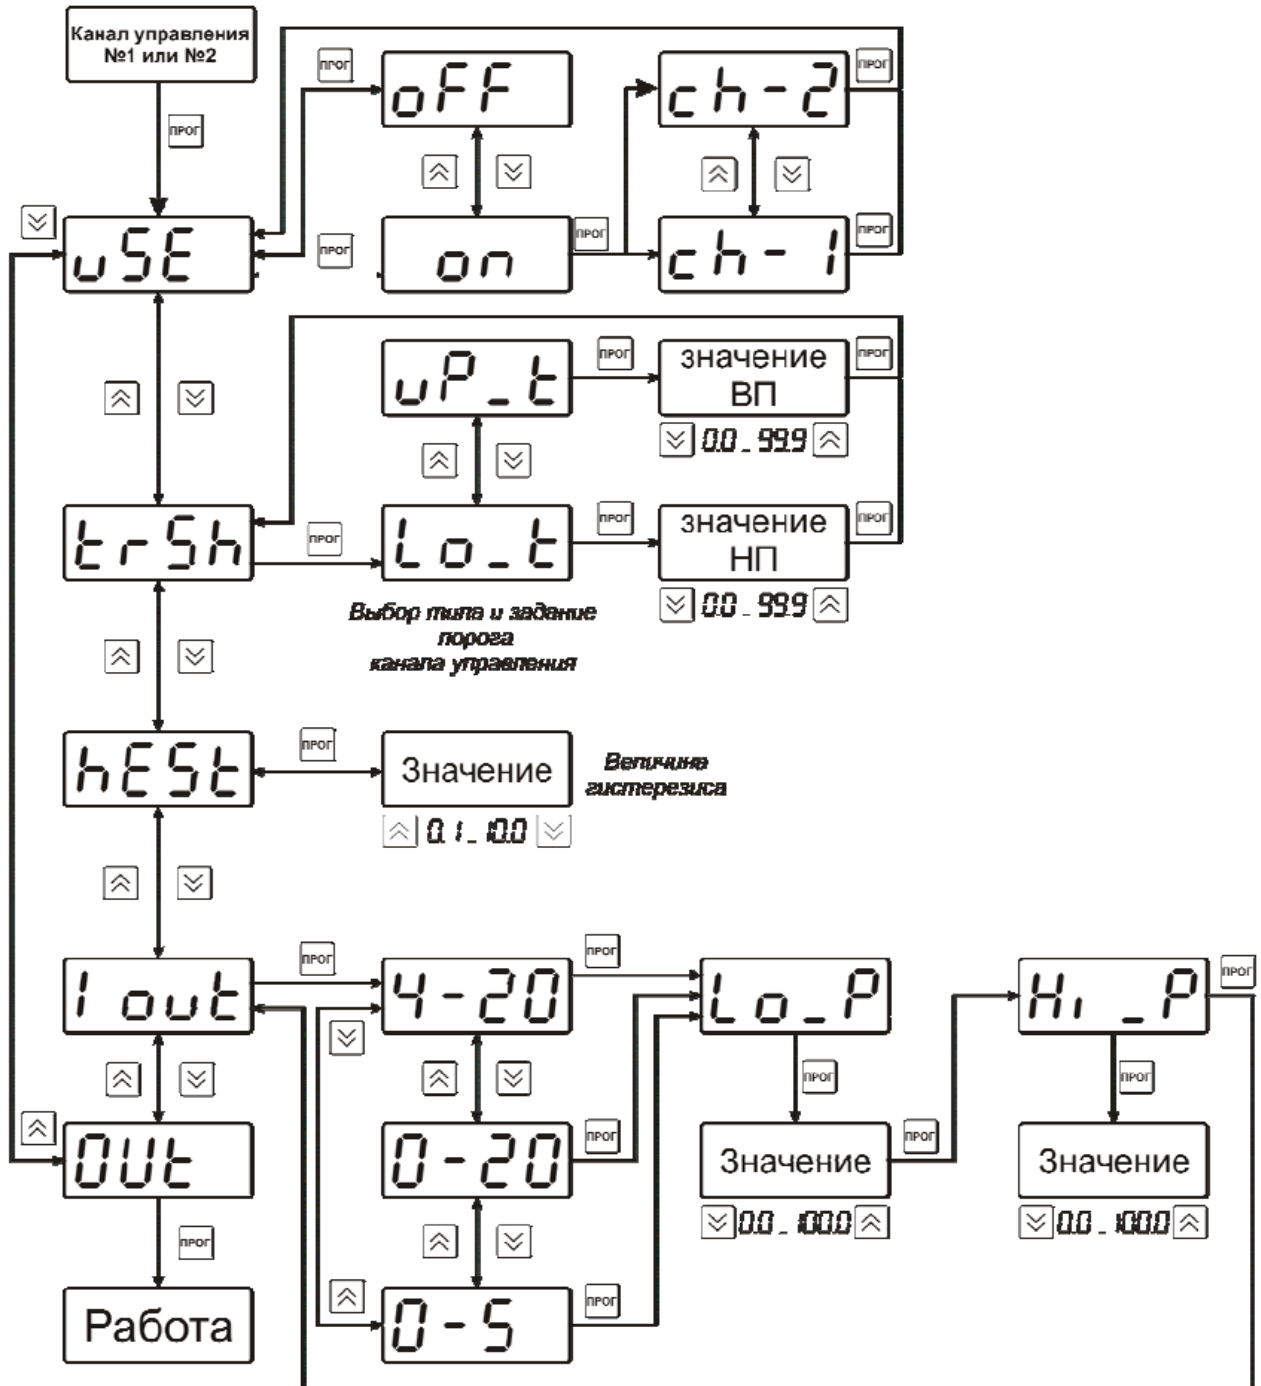 Канал управления
№1 или №2
ПРОГ
oFF
ch-2
ПРОГ
ПРОГ
uSE
ПРОГ
on
ПРОГ
ch-1
ПРОГ
uP_t
ПРОГ
значение
ВП
ПРОГ
0.0 _ 99.9
trSh
ПРОГ
Lo_t
ПРОГ
значение
НП
ПРОГ
0.0 _ 99.9
Выбор типа и задание
порога
канала управления
hESt
ПРОГ
Значение
Величина
гистерезиса
0.1 _ 10.0
I out
ПРОГ
4-20
ПРОГ
Lo_P
Hi _P
ПРОГ
ПРОГ
ПРОГ
OUt
0-20
ПРОГ
Значение
ПРОГ
Значение
0.0 _ 100.0
0.0 _ 100.0
ПРОГ
Работа
0-5
ПРОГ